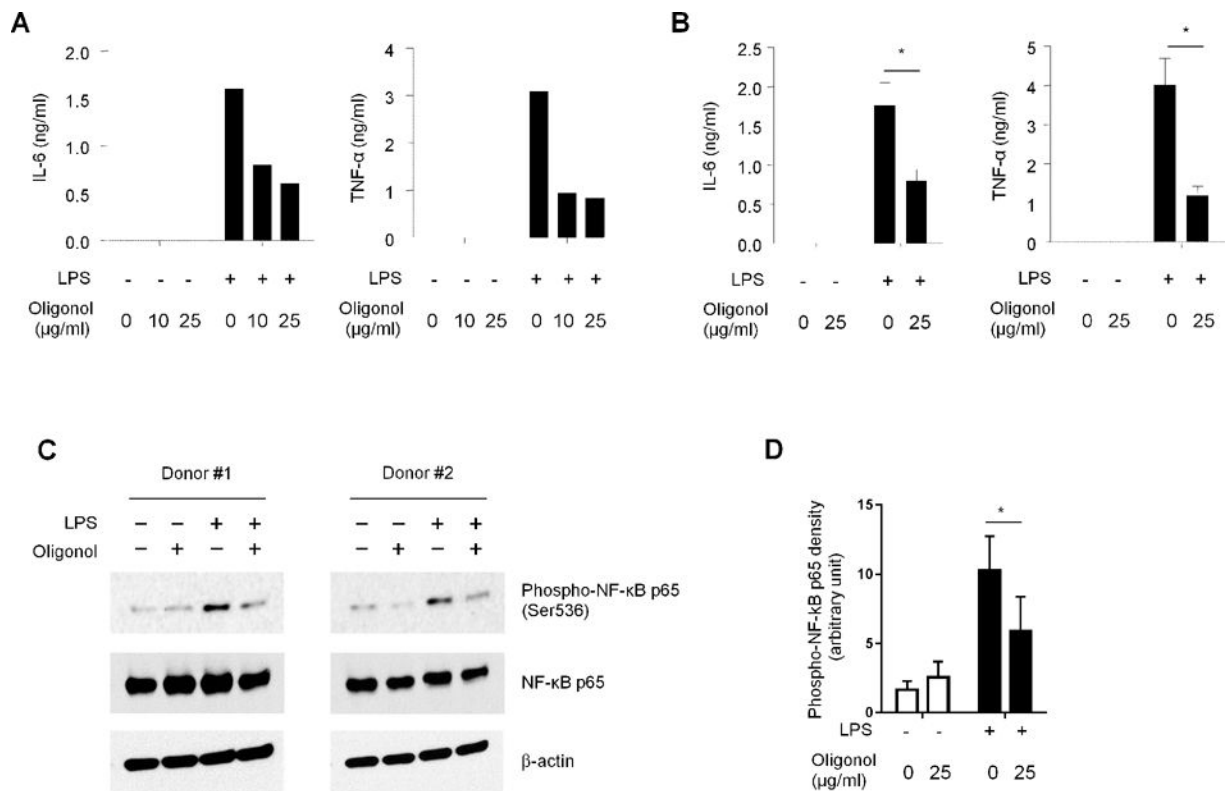 A
IL-6 (ng/ml)
2.0
1.5
1.0
0.5
0.0
LPS - - - + + +
Oligonol
(µg/ml) 0 10 25 0 10 25
TNF-α (ng/ml)
4
3
2
1
0
LPS - - - + + +
Oligonol
(µg/ml) 0 10 25 0 10 25
B
IL-6 (ng/ml)
2.5
2.0
1.5
1.0
0.5
0.0
*
LPS - - + +
Oligonol
(µg/ml) 0 25 0 25
TNF-α (ng/ml)
5
4
3
2
1
0
*
LPS - - + +
Oligonol
(µg/ml) 0 25 0 25
C
Donor #1 Donor #2
LPS − − + + − − + +
Oligonol − + − + − + − +
Phospho-NF-κB p65
(Ser536)
NF-κB p65
β-actin
D
Phospho-NF-kB p65 density
(arbitrary unit)
15
10
5
0
*
LPS - - + +
Oligonol
(µg/ml) 0 25 0 25